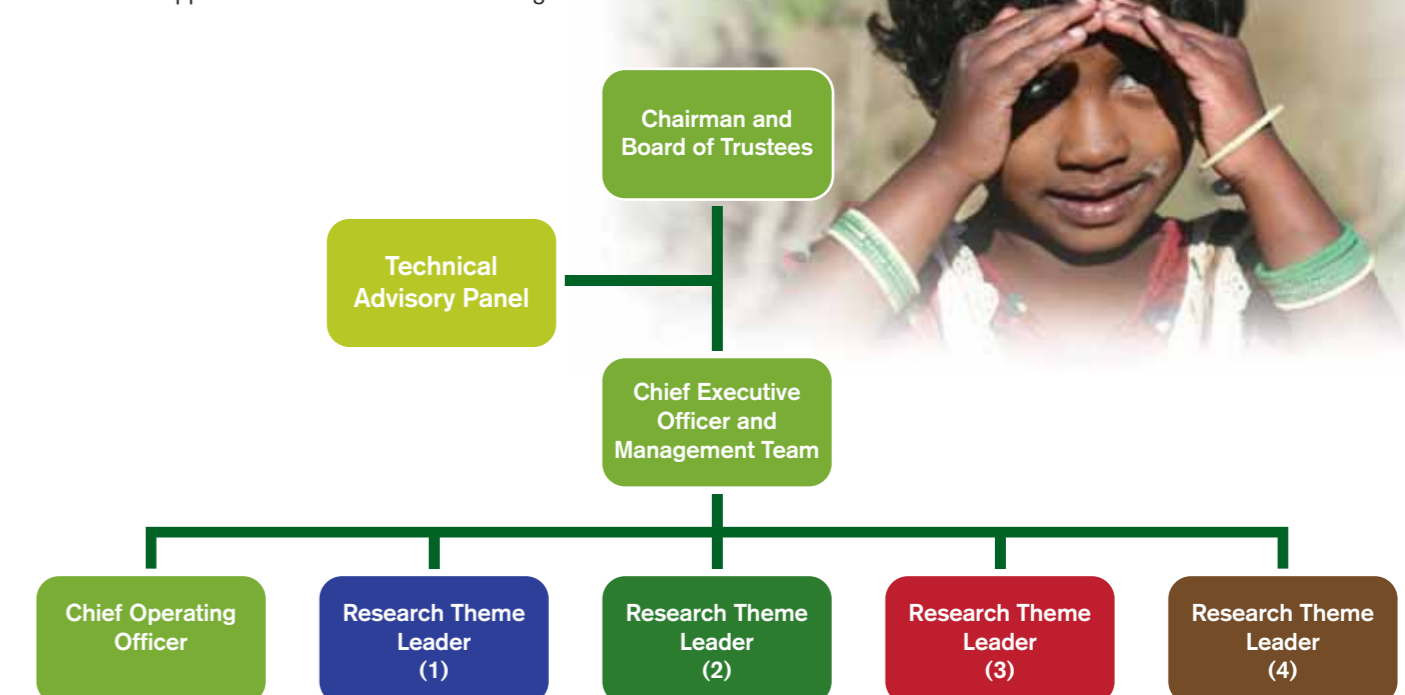 Chairman and
Board of Trustees
Technical
Advisory Panel
Chief Executive
Officer and
Management Team
Chief Operating
Officer
Research Theme
Leader
(1)
Research Theme
Leader
(2)
Research Theme
Leader
(3)
Research Theme
Leader
(4)